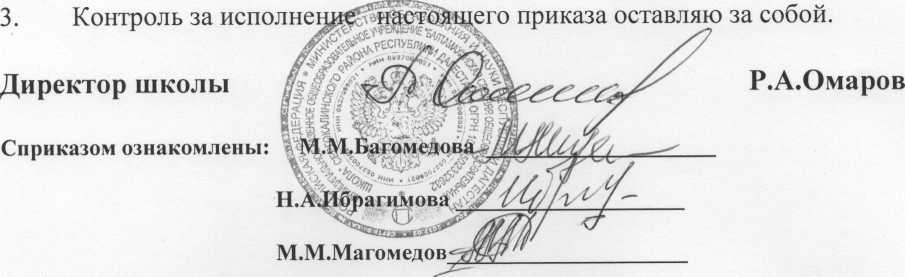 3. Контроль за исполнение настоящего приказа оставляю за собой.
Директор школы Р.А.Омаров
Сприказом ознакомлены: М.М.Багомедова
Н.А.Ибрагимова
М.М.Магомедов